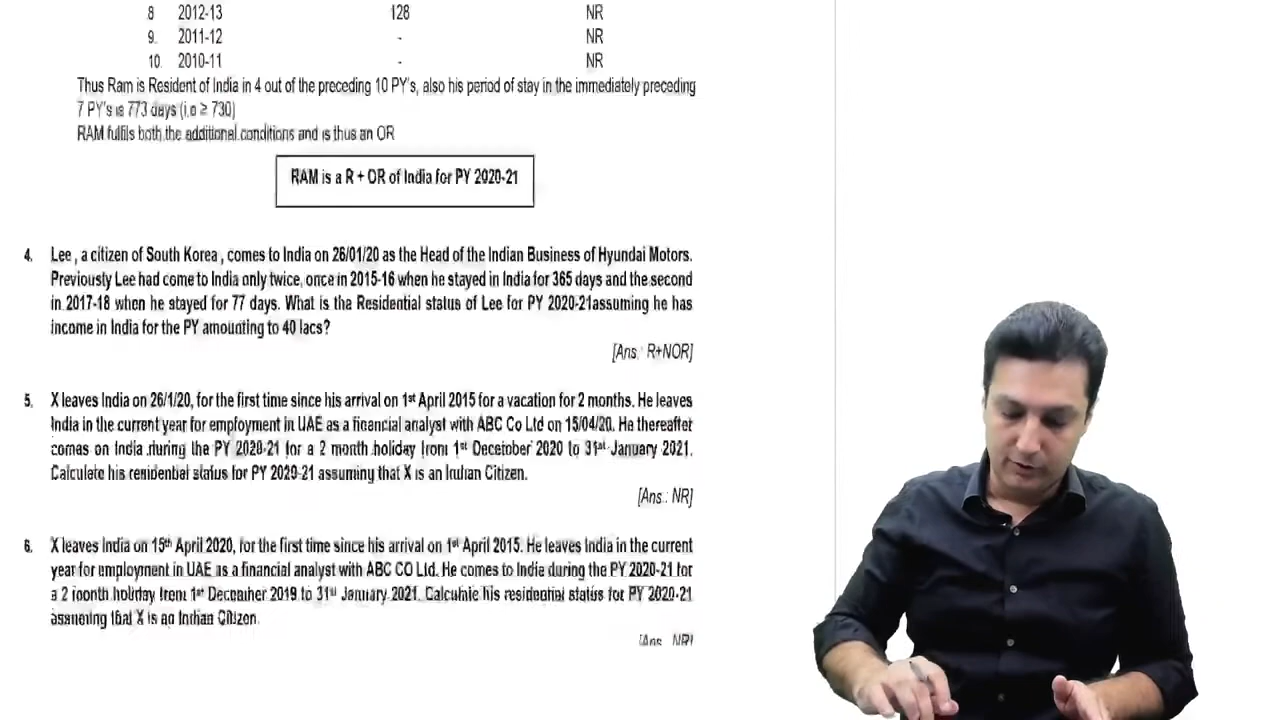 8 2012-13 128 NR
9. 2011-12 - NR
10. 2010-11 - NR
Thus Ram is Resident of India in 4 out of the preceding 10 PY's, also his period of stay in the immediately preceding
7 PY's is 773 days (i.e ≥ 730)
RAM fulfils both the additional conditions and is thus an OR
RAM is a R + OR of India for PY 2020-21
4. Lee , a citizen of South Korea , comes to India on 26/01/20 as the Head of the Indian Business of Hyundai Motors.
Previously Lee had come to India only twice, once in 2015-16 when he stayed in India for 365 days and the second
in 2017-18 when he stayed for 77 days. What is the Residential status of Lee for PY 2020-21assuming he has
income in India for the PY amounting to 40 lacs?
[Ans.: R+NOR]
5. X leaves India on 26/1/20, for the first time since his arrival on 1st April 2015 for a vacation for 2 months. He leaves
India in the current year for employment in UAE as a financial analyst with ABC Co Ltd on 15/04/20. He thereafter
comes on India during the PY 2020-21 for a 2 month holiday from 1st December 2020 to 31st January 2021.
Calculate his residential status for PY 2020-21 assuming that X is an Indian Citizen.
[Ans.: NR]
6. X leaves India on 15th April 2020, for the first time since his arrival on 1st April 2015. He leaves India in the current
year for employment in UAE as a financial analyst with ABC CO Ltd. He comes to India during the PY 2020-21 for
a 2 month holiday from 1st December 2019 to 31st January 2021. Calculate his residential status for PY 2020-21
assuming that X is an Indian Citizen.
[Ans.: NR]